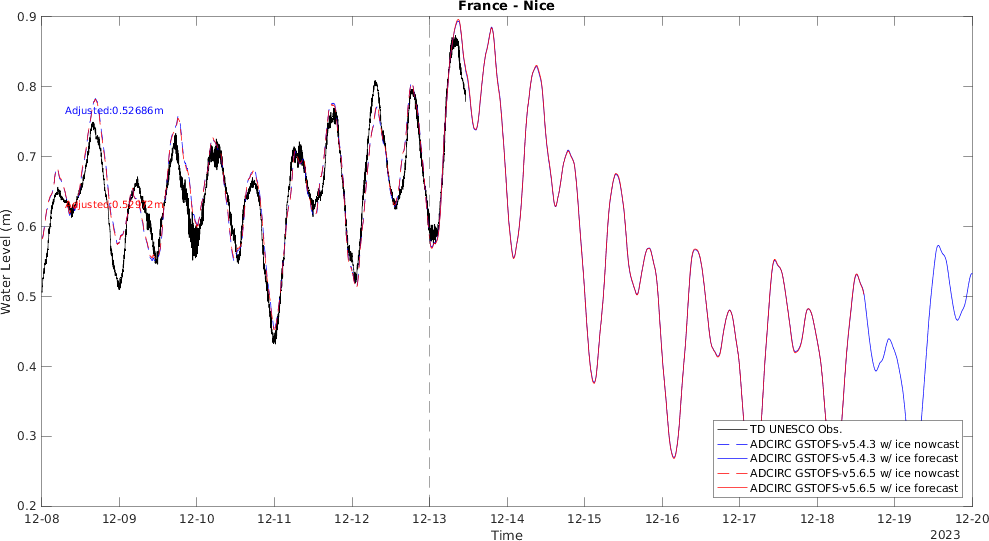 France - Nice
0.9
0.8
0.7
0.6
0.5
0.4
0.3
0.2
Water Level (m)
Adjusted:0.52686m
TD UNESCO Obs.
ADCIRC GSTOFS-v5.4.3 w/ ice nowcast
ADCIRC GSTOFS-v5.4.3 w/ ice forecast
ADCIRC GSTOFS-v5.6.5 w/ ice nowcast
ADCIRC GSTOFS-v5.6.5 w/ ice forecast
12-08 12-09 12-10 12-11 12-12 12-13 12-14 12-15 12-16 12-17 12-18 12-19 12-20
Time
2023